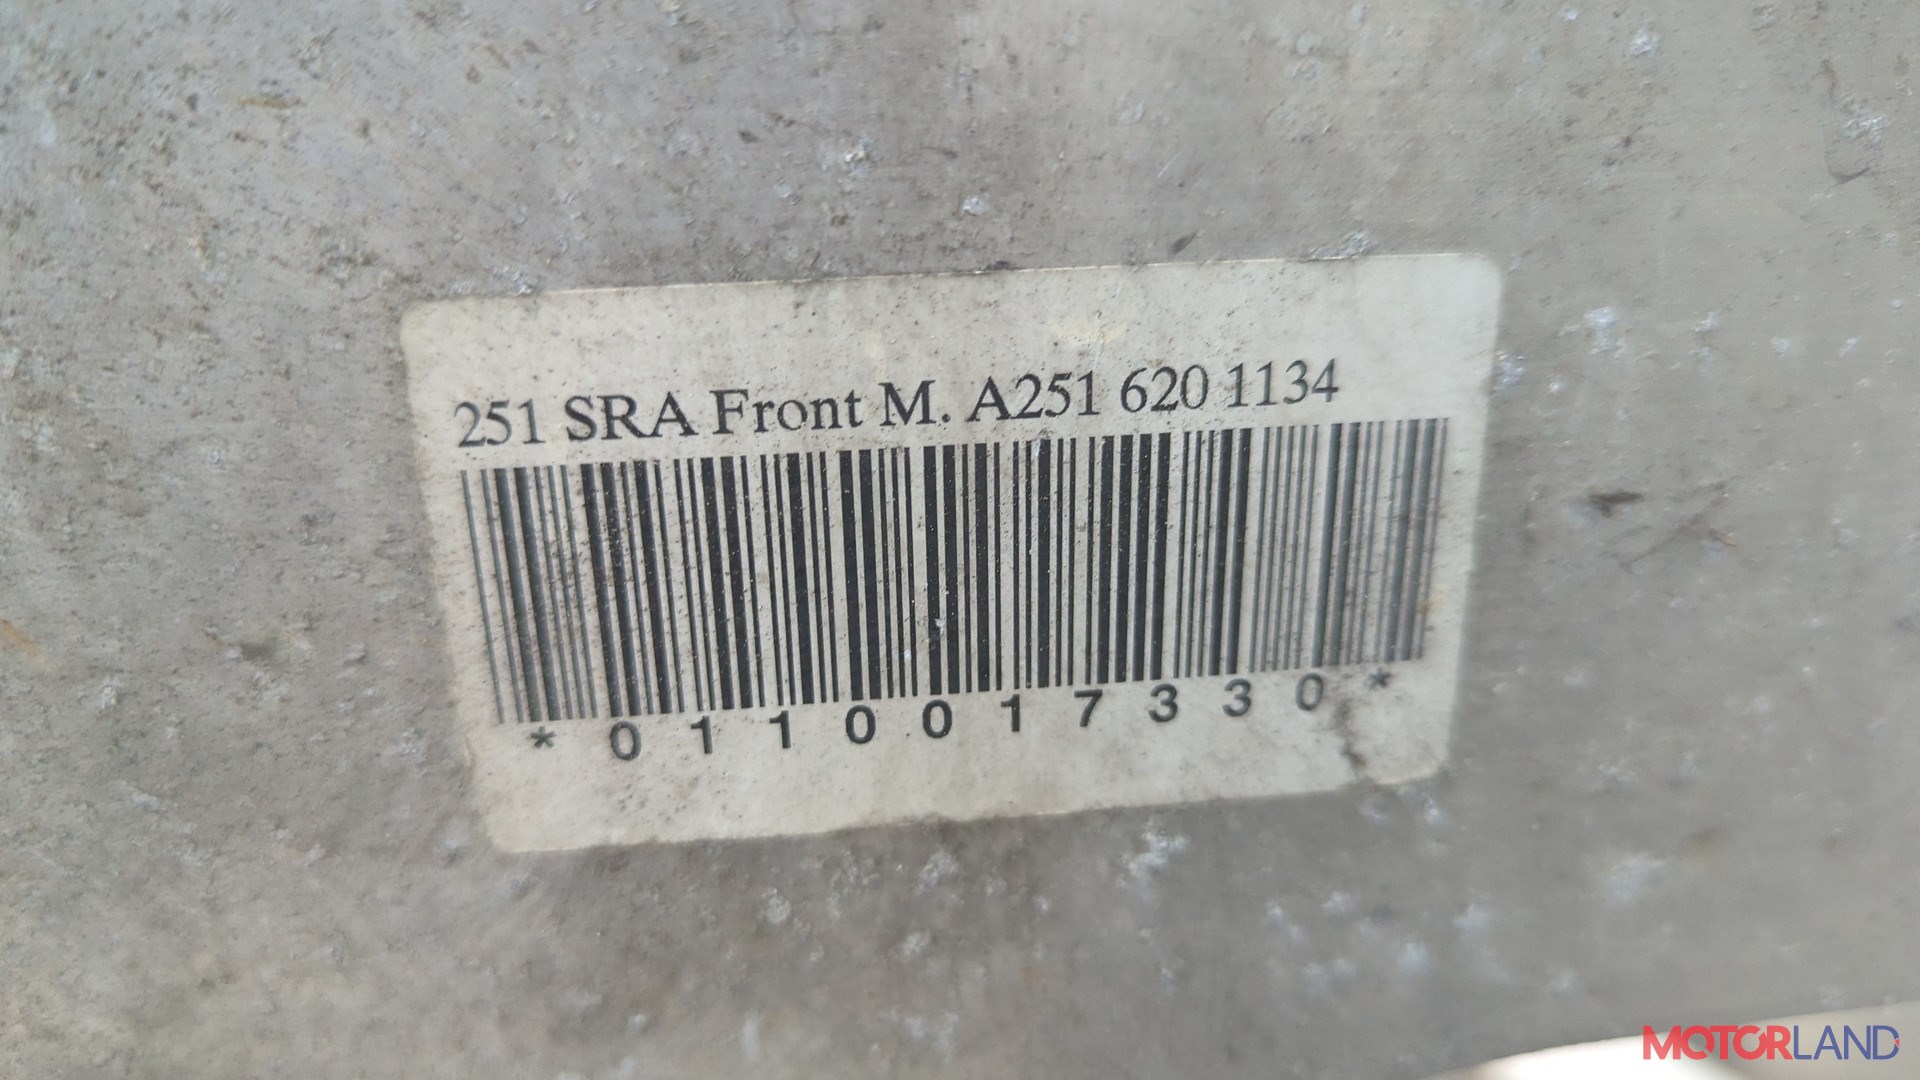 251 SRA Front M. A251 620 1134
*0110017330*
MOTORLAND